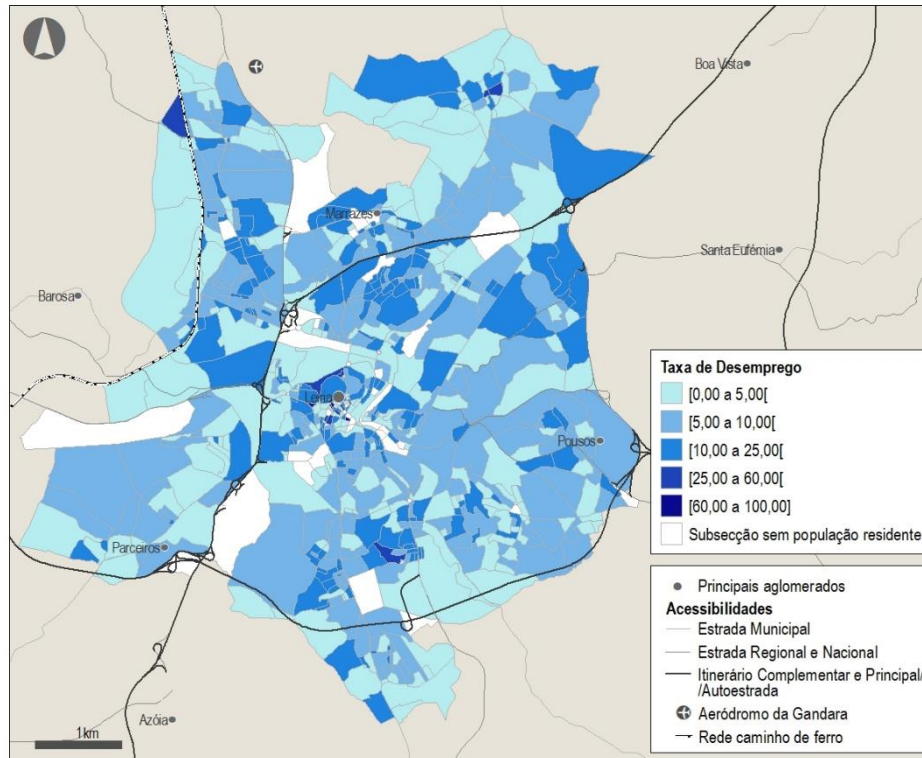 Boa Vista
Marrazes
Santa Eufémia
Barosa
Leiria
Pousos
Parceiros
Azóia
1km
Taxa de Desemprego
[0,00 a 5,00[
[5,00 a 10,00[
[10,00 a 25,00[
[25,00 a 60,00[
[60,00 a 100,00]
Subsecção sem população residente
Principais aglomerados
Acessibilidades
Estrada Municipal
Estrada Regional e Nacional
Itinerário Complementar e Principal/
/Autoestrada
Aeródromo da Gandara
Rede caminho de ferro